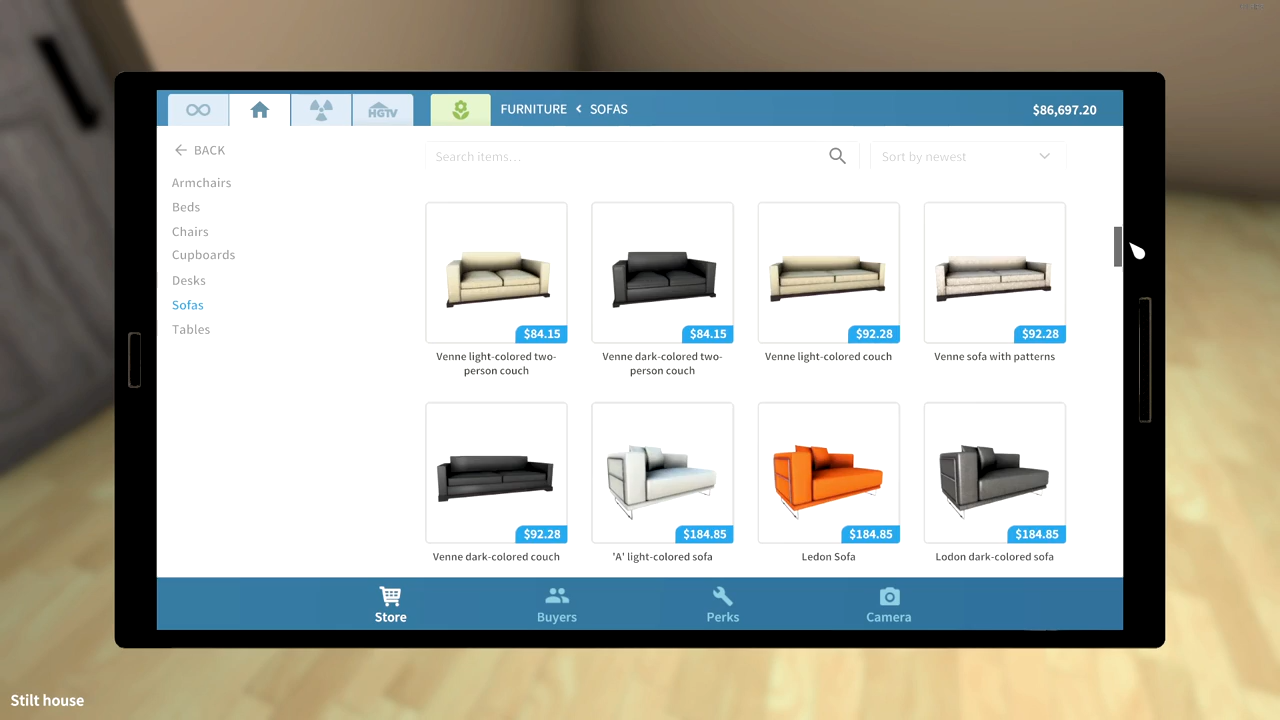 HGTV
FURNITURE < SOFAS
$86,697.20
BACK
Search items...
Sort by newest
Armchairs
Beds
Chairs
Cupboards
Desks
Sofas
Tables
$84.15
$84.15
$92.28
$92.28
Venne light-colored two-
person couch
Venne dark-colored two-
person couch
Venne light-colored couch
Venne sofa with patterns
$92.28
$184.85
$184.85
$184.85
Venne dark-colored couch
'A' light-colored sofa
Ledon Sofa
Lodon dark-colored sofa
Store
Buyers
Perks
Camera
Stilt house